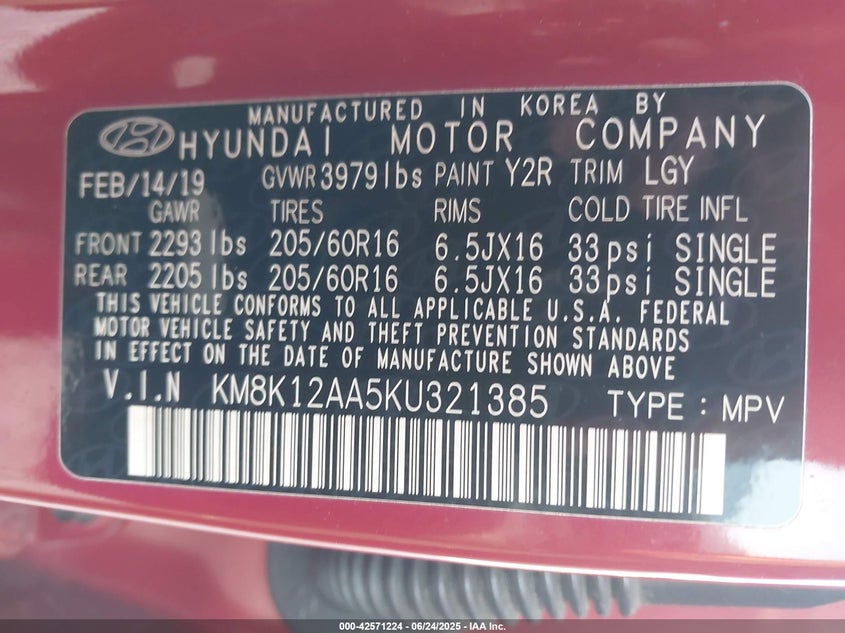 MANUFACTURED IN KOREA BY
HYUNDAI MOTOR COMPANY
FEB/14/19 GVWR 3979 lbs PAINT Y2R TRIM LGY
GAWR TIRES RIMS COLD TIRE INFL
FRONT 2293 lbs 205/60R16 6.5JX16 33psi SINGLE
REAR 2205 lbs 205/60R16 6.5JX16 33psi SINGLE
THIS VEHICLE CONFORMS TO ALL APPLICABLE U.S.A. FEDERAL
MOTOR VEHICLE SAFETY AND THEFT PREVENTION STANDARDS
IN EFFECT ON THE DATE OF MANUFACTURE SHOWN ABOVE
V.I.N KM8K12AA5KU321385 TYPE : MPV
000-42571224 | 06/24/2025 - IAA Inc.